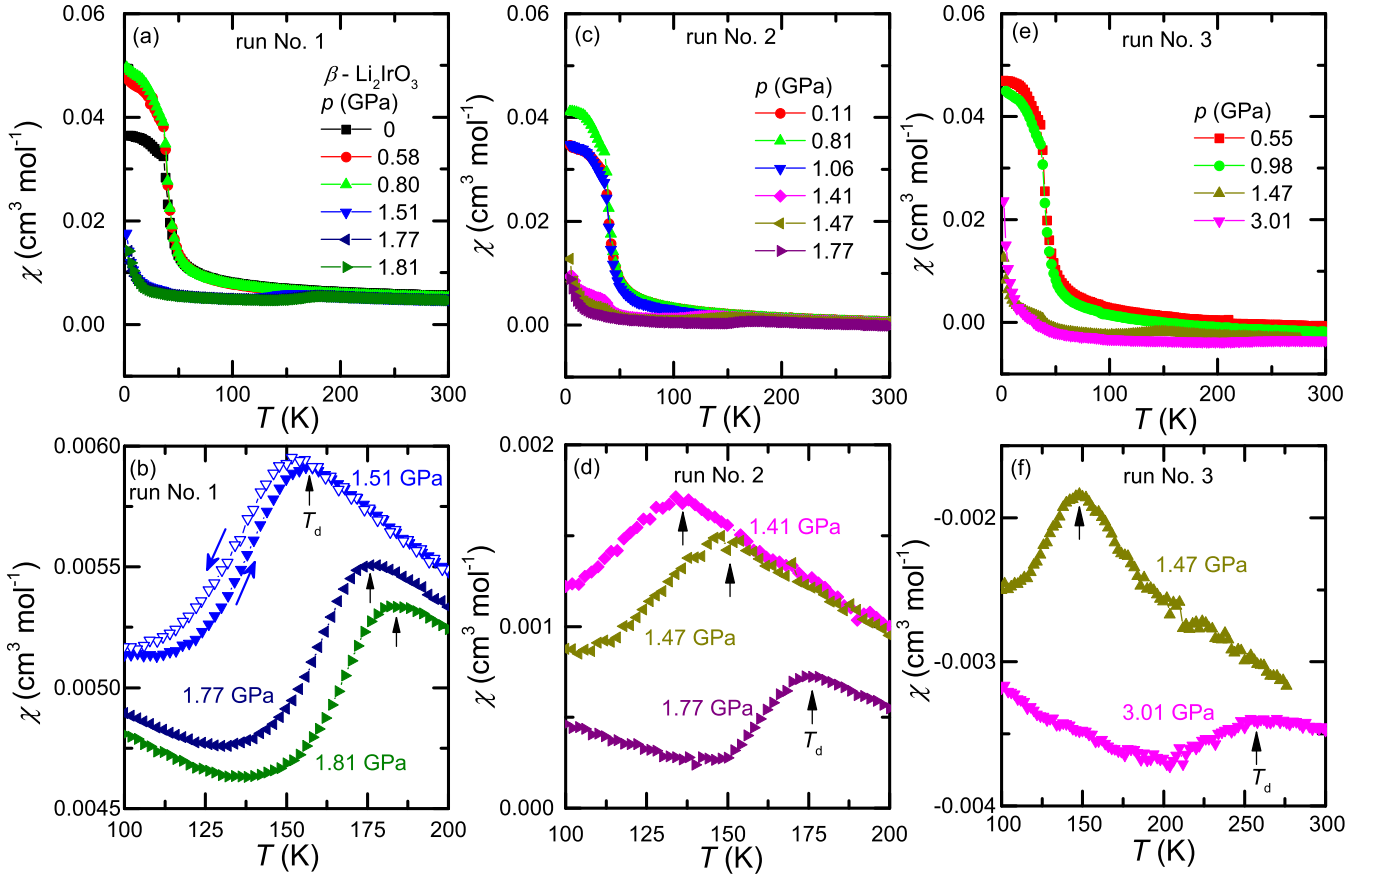 (a)
run No. 1
β - Li₂IrO₃
p (GPa)
0
0.58
0.80
1.51
1.77
1.81
0.06
0.04
0.02
0.00
χ (cm³ mol⁻¹)
0
100
200
300
T (K)
(c)
run No. 2
p (GPa)
0.11
0.81
1.06
1.41
1.47
1.77
0.06
0.04
0.02
0.00
χ (cm³ mol⁻¹)
0
100
200
300
T (K)
(e)
run No. 3
p (GPa)
0.55
0.98
1.47
3.01
0.06
0.04
0.02
0.00
χ (cm³ mol⁻¹)
0
100
200
300
T (K)
(b)
run No. 1
1.51 GPa
T_d
1.77 GPa
1.81 GPa
0.0060
0.0055
0.0050
0.0045
χ (cm³ mol⁻¹)
100
125
150
175
200
T (K)
(d)
run No. 2
1.41 GPa
1.47 GPa
1.77 GPa
T_d
0.002
0.001
0.000
χ (cm³ mol⁻¹)
100
125
150
175
200
T (K)
(f)
run No. 3
1.47 GPa
3.01 GPa
T_d
-0.002
-0.003
-0.004
χ (cm³ mol⁻¹)
100
150
200
250
300
T (K)